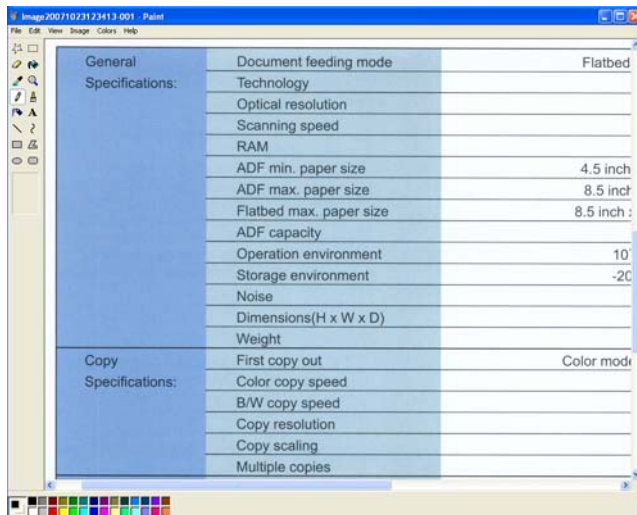 Image20071023123413-001 - Paint
File Edit View Image Colors Help
General Document feeding mode Flatbed
Specifications: Technology
Optical resolution
Scanning speed
RAM
ADF min. paper size 4.5 inch
ADF max. paper size 8.5 inch
Flatbed max. paper size 8.5 inch
ADF capacity
Operation environment 10
Storage environment -20
Noise
Dimensions(H x W x D)
Weight
Copy First copy out Color mode
Specifications: Color copy speed
B/W copy speed
Copy resolution
Copy scaling
Multiple copies